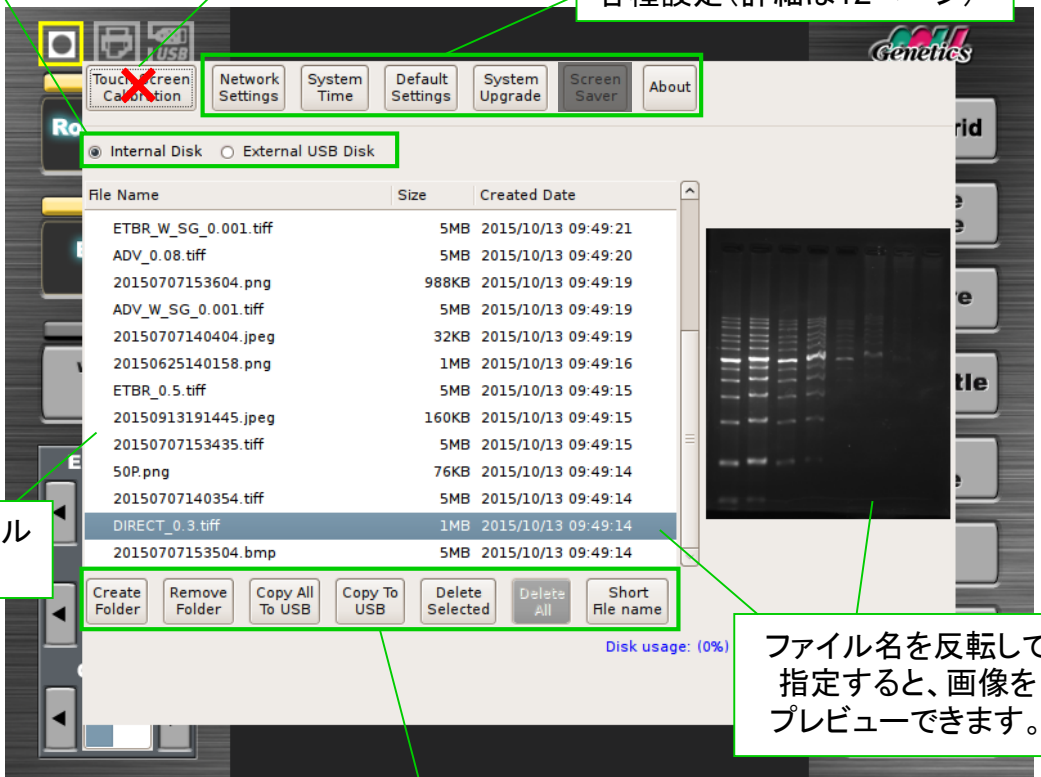 各種設定(詳細は12ページ)
USB
Genetics
Touch Screen
Calibration
Network
Settings
System
Time
Default
Settings
System
Upgrade
Screen
Saver
About
Ro
rid
Internal Disk
External USB Disk
File Name Size Created Date
ETBR_W_SG_0.001.tiff 5MB 2015/10/13 09:49:21
ADV_0.08.tiff 5MB 2015/10/13 09:49:20
20150707153604.png 988KB 2015/10/13 09:49:19
ADV_W_SG_0.001.tiff 5MB 2015/10/13 09:49:19
20150707140404.jpeg 32KB 2015/10/13 09:49:19
20150625140158.png 1MB 2015/10/13 09:49:16
ETBR_0.5.tiff 5MB 2015/10/13 09:49:15
20150913191445.jpeg 160KB 2015/10/13 09:49:15
20150707153435.tiff 5MB 2015/10/13 09:49:15
50P.png 76KB 2015/10/13 09:49:14
20150707140354.tiff 5MB 2015/10/13 09:49:14
DIRECT_0.3.tiff 1MB 2015/10/13 09:49:14
20150707153504.bmp 5MB 2015/10/13 09:49:14
e
tle
E
ル
Create
Folder
Remove
Folder
Copy All
To USB
Copy To
USB
Delete
Selected
Delete
All
Short
File name
Disk usage: (0%)
ファイル名を反転して
指定すると、画像を
プレビューできます。